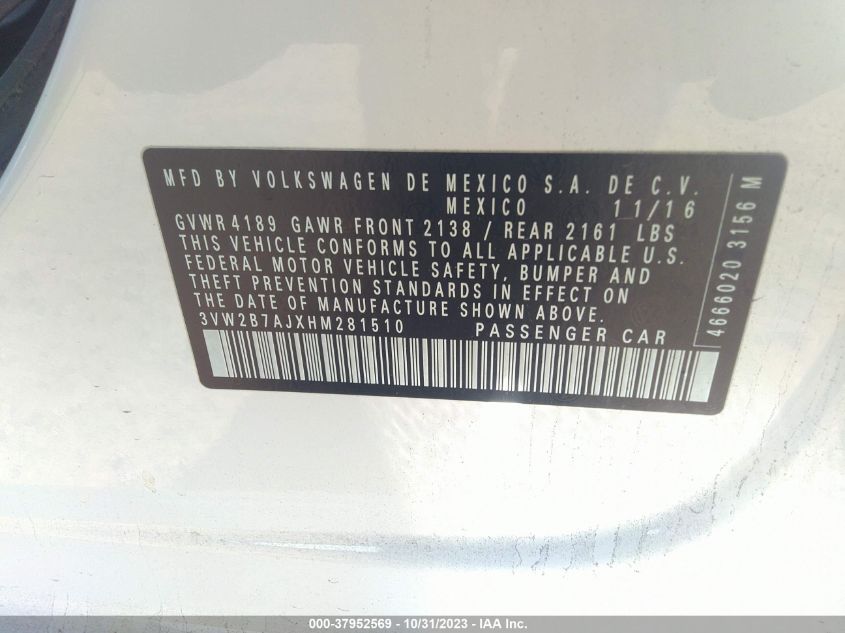 MFD BY VOLKSWAGEN DE MEXICO S.A. DE C.V.
MEXICO 11/16
GVWR 4189 GAWR FRONT 2138 / REAR 2161 LBS
THIS VEHICLE CONFORMS TO ALL APPLICABLE U.S.
FEDERAL MOTOR VEHICLE SAFETY, BUMPER AND
THEFT PREVENTION STANDARDS IN EFFECT ON
THE DATE OF MANUFACTURE SHOWN ABOVE.
3VW2B7AJXHM281510 PASSENGER CAR
4666020 3156 M
000-37952569 - 10/31/2023 - IAA Inc.